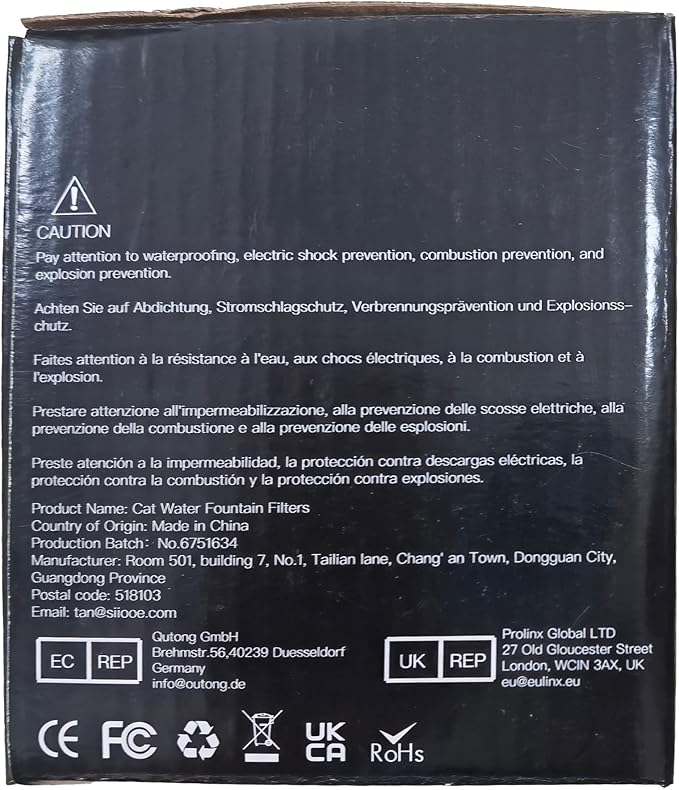 CAUTION
Pay attention to waterproofing, electric shock prevention, combustion prevention, and
explosion prevention.
Achten Sie auf Abdichtung, Stromschlagschutz, Verbrennungsprävention und Explosionss-
chutz.
Faites attention à la résistance à l'eau, aux chocs électriques, à la combustion et à
l'explosion.
Prestare attenzione all'impermeabilizzazione, alla prevenzione delle scosse elettriche, alla
prevenzione della combustione e alla prevenzione delle esplosioni.
Preste atención a la impermeabilidad, la protección contra descargas eléctricas, la
protección contra la combustión y la protección contra explosiones.
Product Name: Cat Water Fountain Filters
Country of Origin: Made in China
Production Batch: No.6751634
Manufacturer: Room 501, building 7, No.1, Tailian lane, Chang' an Town, Dongguan City,
Guangdong Province
Postal code: 518103
Email: tan@siiooe.com
EC REP
Qutong GmbH
Brehmstr.56,40239 Duesseldorf
Germany
info@outong.de
UK REP
Prolinx Global LTD
27 Old Gloucester Street
London, WCIN 3AX, UK
eu@eulinx.eu
CE FC UK
CA RoHs